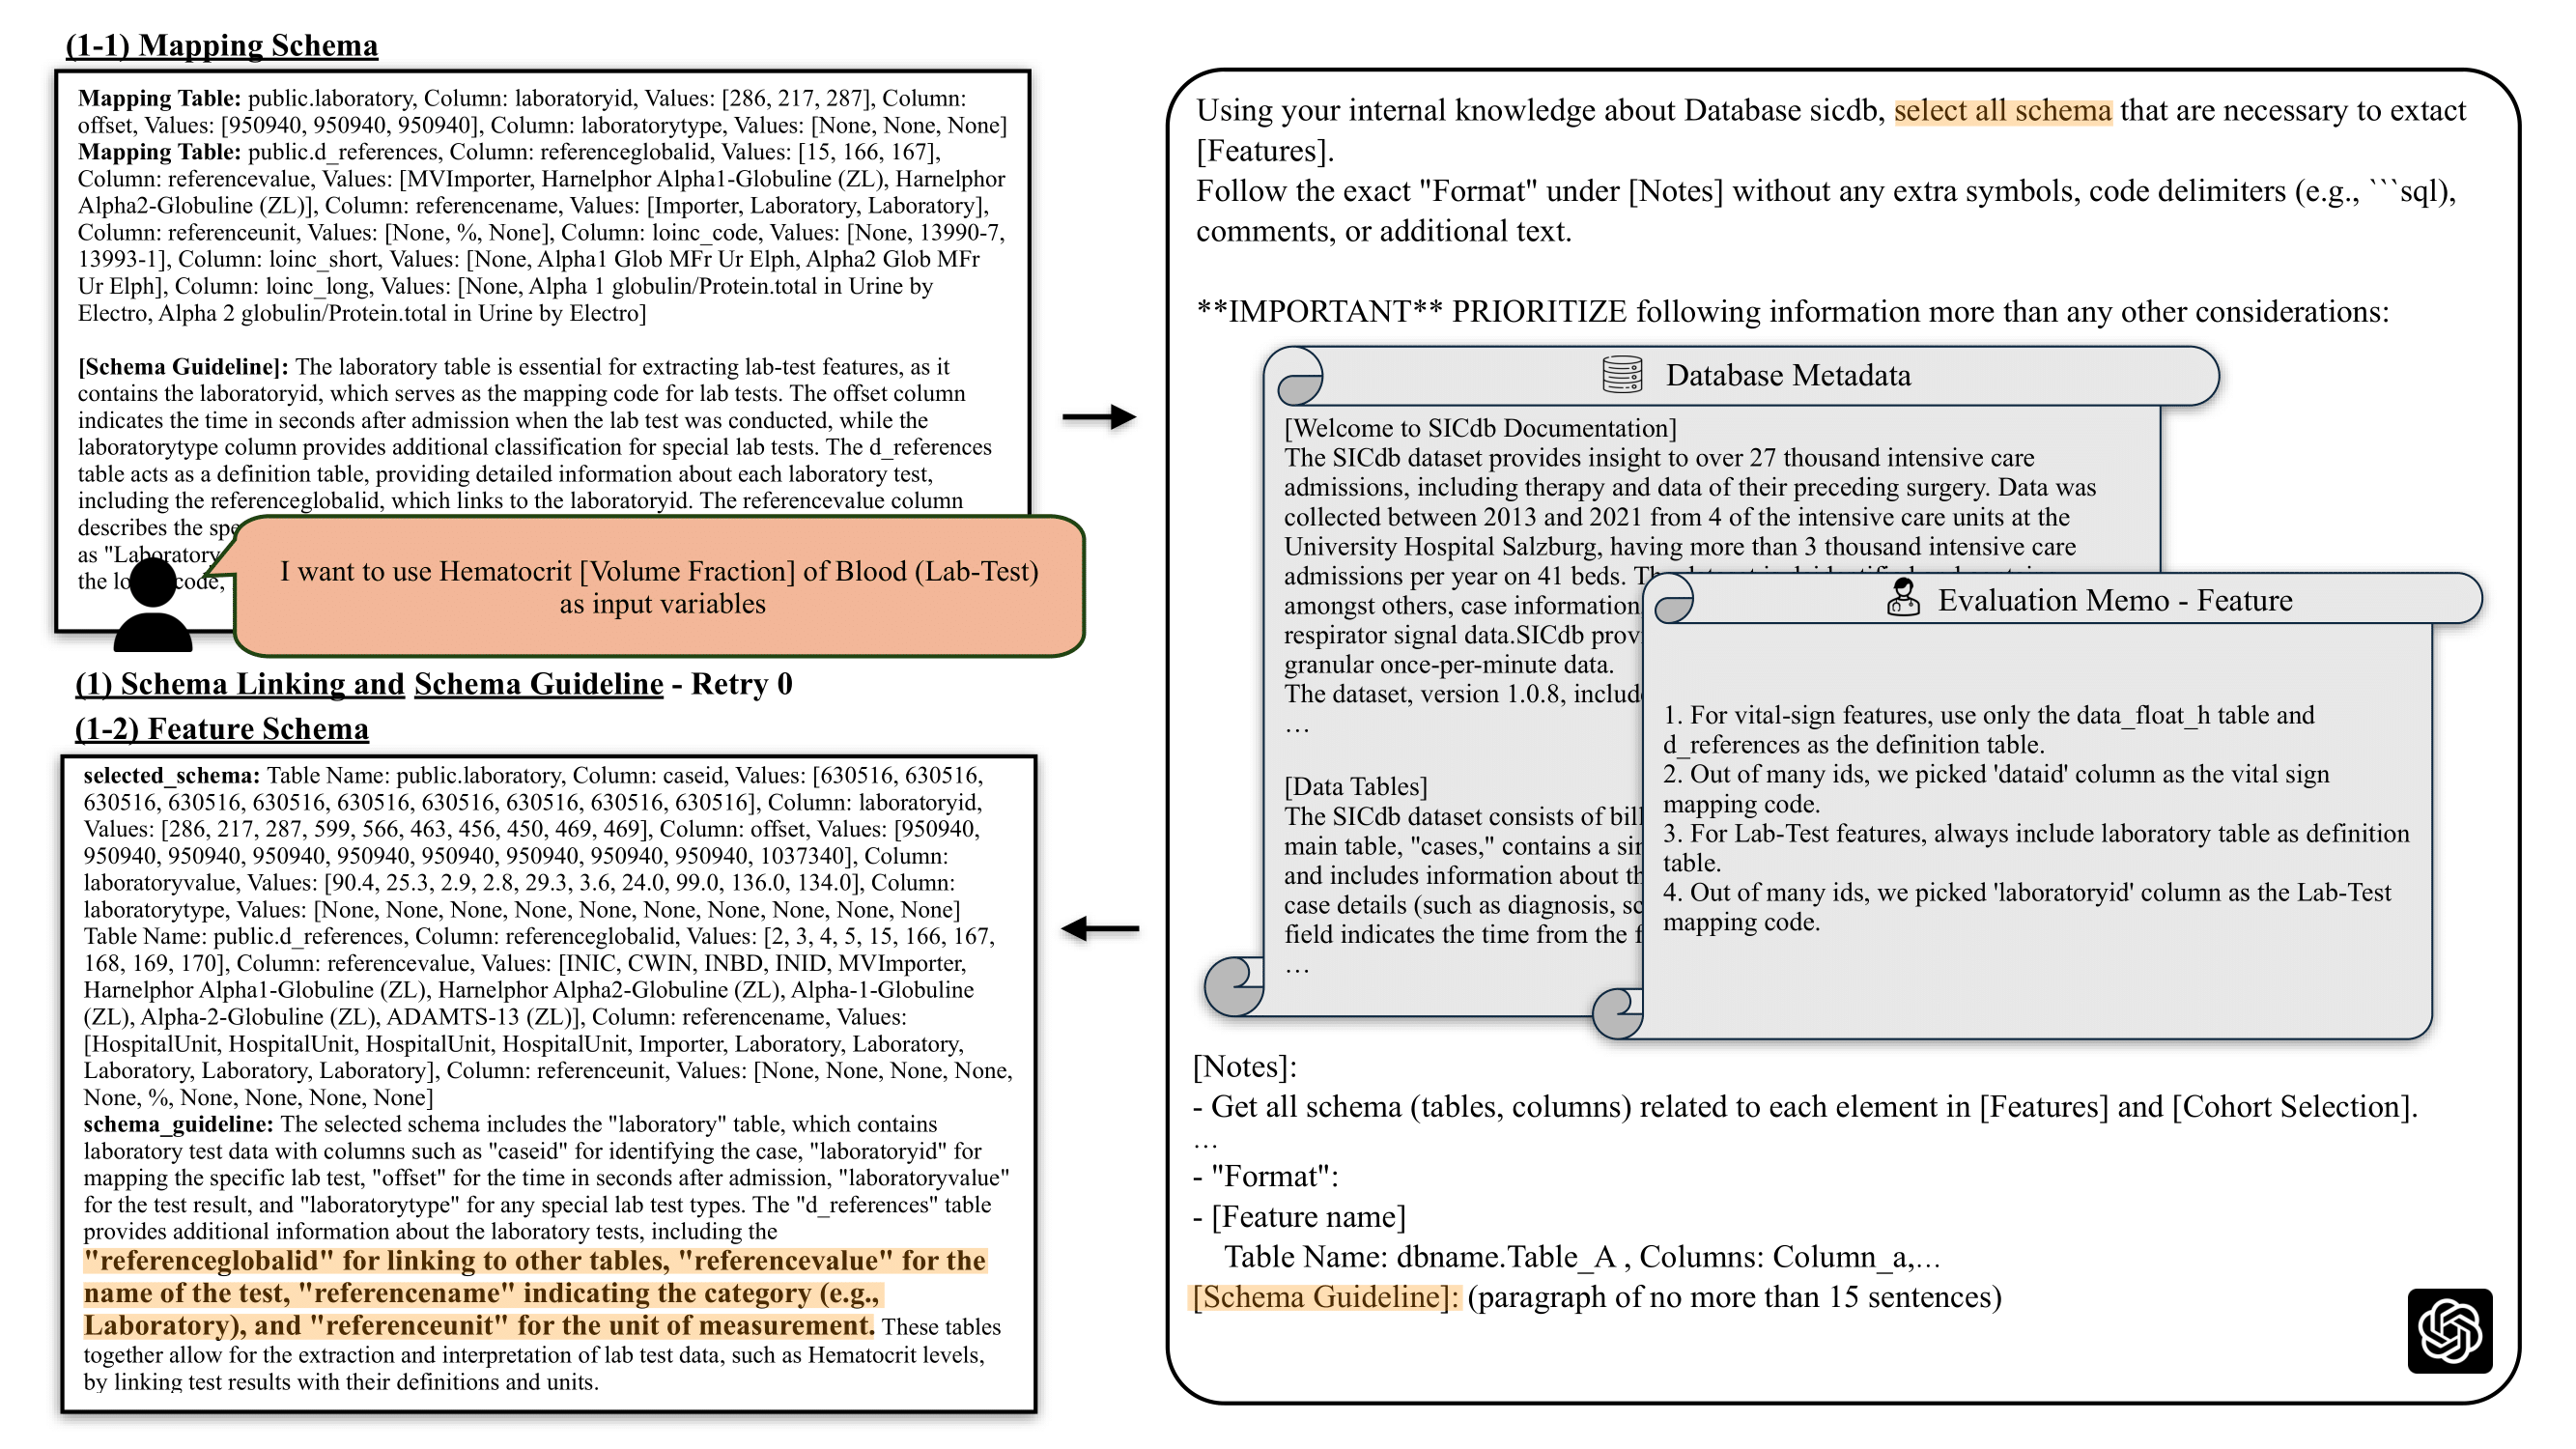 (1-1) Mapping Schema
Mapping Table: public.laboratory, Column: laboratoryid, Values: [286, 217, 287], Column:
offset, Values: [950940, 950940, 950940], Column: laboratorytype, Values: [None, None, None]
Mapping Table: public.d_references, Column: referenceglobalid, Values: [15, 166, 167],
Column: referencevalue, Values: [MVImporter, Harnelphor Alpha1-Globuline (ZL), Harnelphor
Alpha2-Globuline (ZL)], Column: referencename, Values: [Importer, Laboratory, Laboratory],
Column: referenceunit, Values: [None, %, None], Column: loinc_code, Values: [None, 13990-7,
13993-1], Column: loinc_short, Values: [None, Alpha1 Glob MFr Ur Elph, Alpha2 Glob MFr
Ur Elph], Column: loinc_long, Values: [None, Alpha 1 globulin/Protein.total in Urine by
Electro, Alpha 2 globulin/Protein.total in Urine by Electro]
[Schema Guideline]: The laboratory table is essential for extracting lab-test features, as it
contains the laboratoryid, which serves as the mapping code for lab tests. The offset column
indicates the time in seconds after admission when the lab test was conducted, while the
laboratorytype column provides additional classification for special lab tests. The d_references
table acts as a definition table, providing detailed information about each laboratory test,
including the referenceglobalid, which links to the laboratoryid. The referencevalue column
describes the spe
as "Laboratory
the code,
I want to use Hematocrit [Volume Fraction] of Blood (Lab-Test)
as input variables
(1) Schema Linking and Schema Guideline - Retry 0
(1-2) Feature Schema
selected_schema: Table Name: public.laboratory, Column: caseid, Values: [630516, 630516,
630516, 630516, 630516, 630516, 630516, 630516, 630516, 630516], Column: laboratoryid,
Values: [286, 217, 287, 599, 566, 463, 456, 450, 469, 469], Column: offset, Values: [950940,
950940, 950940, 950940, 950940, 950940, 950940, 950940, 950940, 1037340], Column:
laboratoryvalue, Values: [90.4, 25.3, 2.9, 2.8, 29.3, 3.6, 24.0, 99.0, 136.0, 134.0], Column:
laboratorytype, Values: [None, None, None, None, None, None, None, None, None, None]
Table Name: public.d_references, Column: referenceglobalid, Values: [2, 3, 4, 5, 15, 166, 167,
168, 169, 170], Column: referencevalue, Values: [INIC, CWIN, INBD, INID, MVImporter,
Harnelphor Alpha1-Globuline (ZL), Harnelphor Alpha2-Globuline (ZL), Alpha-1-Globuline
(ZL), Alpha-2-Globuline (ZL), ADAMTS-13 (ZL)], Column: referencename, Values:
[HospitalUnit, HospitalUnit, HospitalUnit, HospitalUnit, Importer, Laboratory, Laboratory,
Laboratory, Laboratory, Laboratory], Column: referenceunit, Values: [None, None, None, None,
None, %, None, None, None, None]
schema_guideline: The selected schema includes the "laboratory" table, which contains
laboratory test data with columns such as "caseid" for identifying the case, "laboratoryid" for
mapping the specific lab test, "offset" for the time in seconds after admission, "laboratoryvalue"
for the test result, and "laboratorytype" for any special lab test types. The "d_references" table
provides additional information about the laboratory tests, including the
"referenceglobalid" for linking to other tables, "referencevalue" for the
name of the test, "referencename" indicating the category (e.g.,
Laboratory), and "referenceunit" for the unit of measurement. These tables
together allow for the extraction and interpretation of lab test data, such as Hematocrit levels,
by linking test results with their definitions and units.
Using your internal knowledge about Database sicdb, select all schema that are necessary to extact
[Features].
Follow the exact "Format" under [Notes] without any extra symbols, code delimiters (e.g., ```sql),
comments, or additional text.
**IMPORTANT** PRIORITIZE following information more than any other considerations:
Database Metadata
[Welcome to SICdb Documentation]
The SICdb dataset provides insight to over 27 thousand intensive care
admissions, including therapy and data of their preceding surgery. Data was
collected between 2013 and 2021 from 4 of the intensive care units at the
University Hospital Salzburg, having more than 3 thousand intensive care
admissions per year on 41 beds.
amongst others, case information
respirator signal data.SICdb prov
granular once-per-minute data.
The dataset, version 1.0.8, includ
…
[Data Tables]
The SICdb dataset consists of bill
main table, "cases," contains a sin
and includes information about th
case details (such as diagnosis, sc
field indicates the time from the f
…
Evaluation Memo - Feature
1. For vital-sign features, use only the data_float_h table and
d_references as the definition table.
2. Out of many ids, we picked 'dataid' column as the vital sign
mapping code.
3. For Lab-Test features, always include laboratory table as definition
table.
4. Out of many ids, we picked 'laboratoryid' column as the Lab-Test
mapping code.
[Notes]:
- Get all schema (tables, columns) related to each element in [Features] and [Cohort Selection].
…
- "Format":
- [Feature name]
Table Name: dbname.Table_A , Columns: Column_a,…
[Schema Guideline]: (paragraph of no more than 15 sentences)